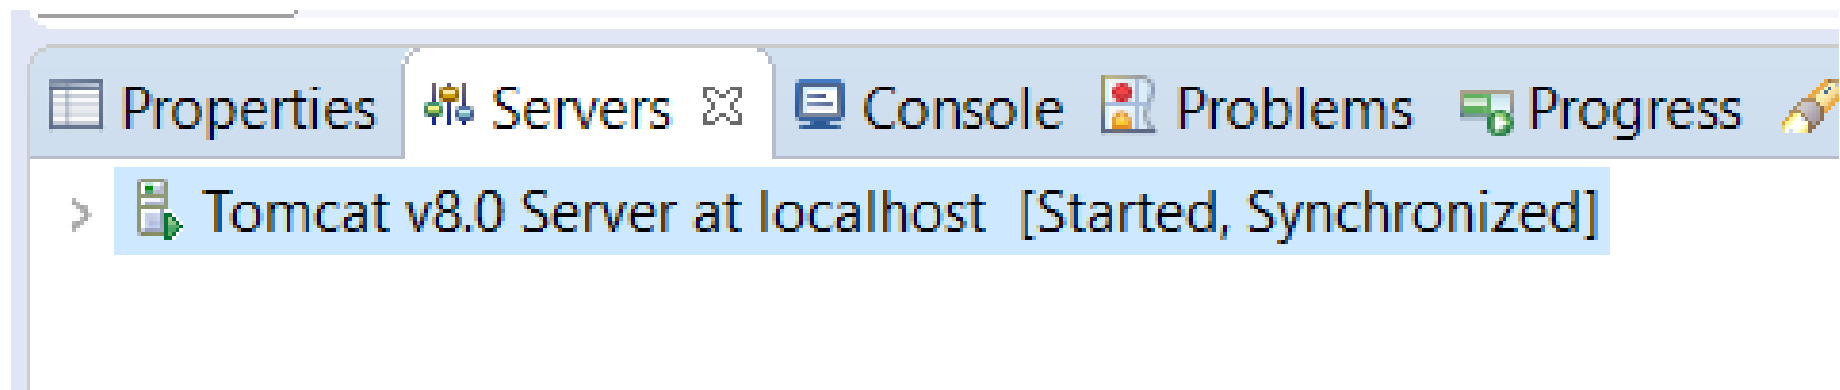 Properties Servers Console Problems Progress
Tomcat v8.0 Server at localhost [Started, Synchronized]